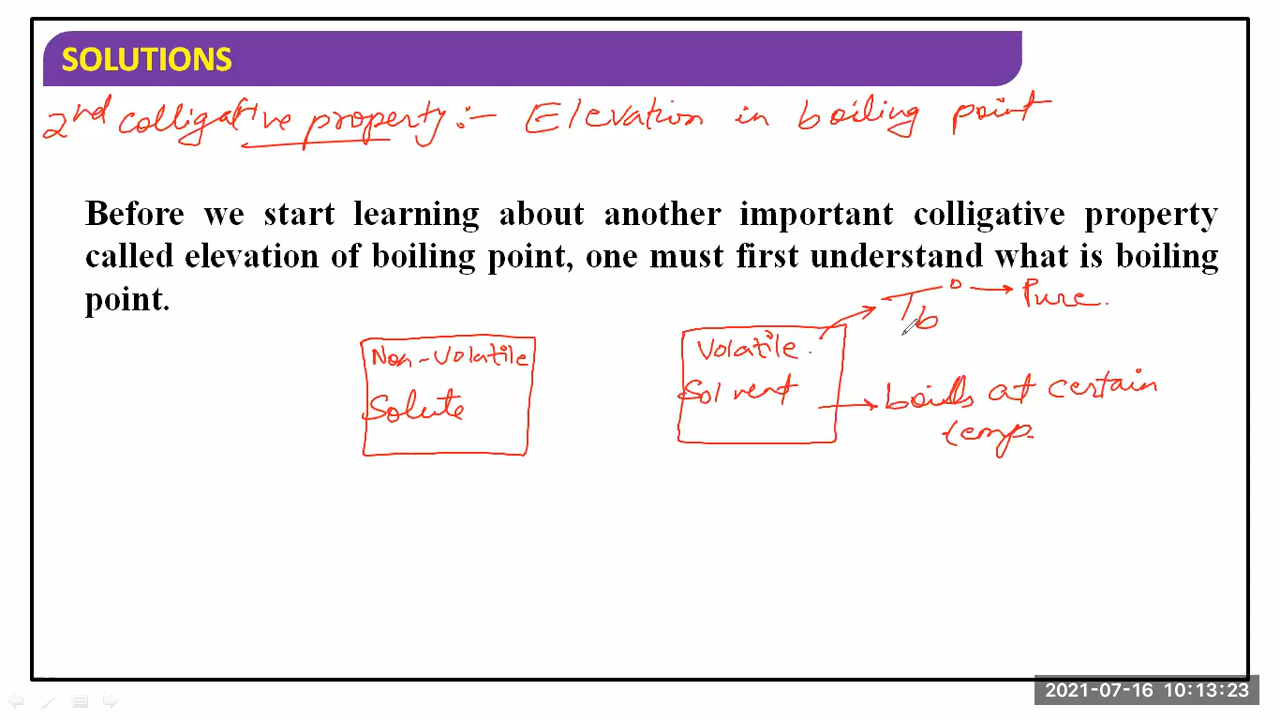 SOLUTIONS
2nd colligative property :- Elevation in boiling point
Before we start learning about another important colligative property
called elevation of boiling point, one must first understand what is boiling
point.
Tb° → Pure.
Non-Volatile
Solute
Volatile.
Solvent → boils at certain
temp.
2021-07-16 10:13:23